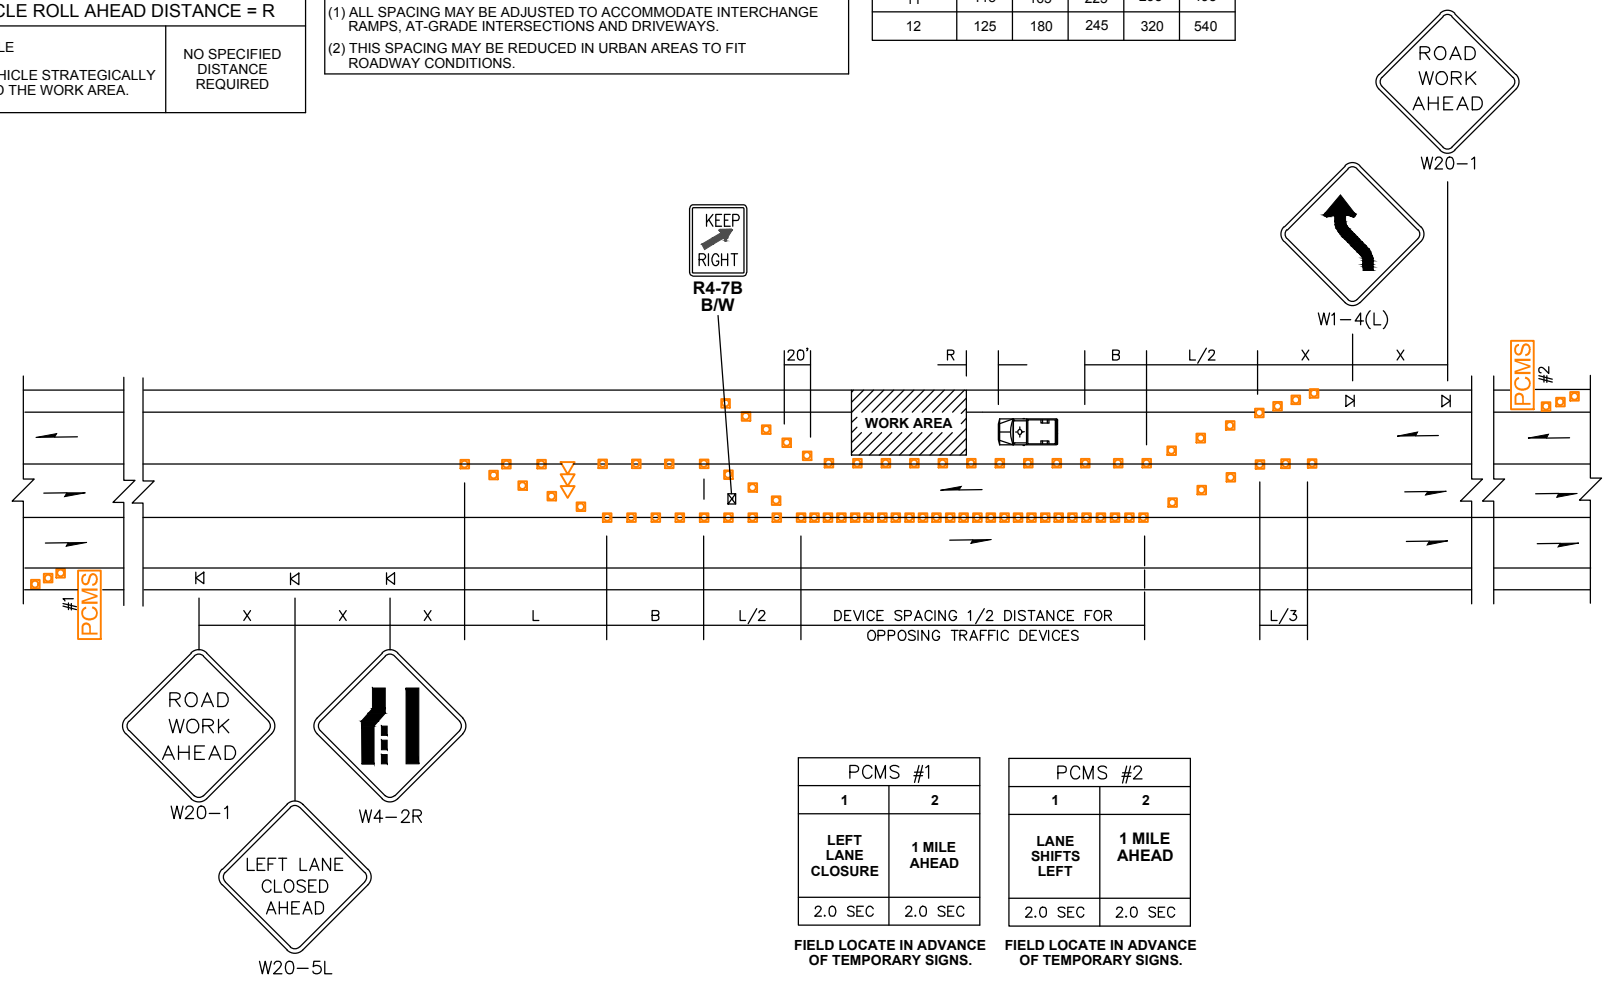 CLE ROLL AHEAD DISTANCE = R
LE
HICLE STRATEGICALLY
D THE WORK AREA.
NO SPECIFIED
DISTANCE
REQUIRED
(1) ALL SPACING MAY BE ADJUSTED TO ACCOMMODATE INTERCHANGE
RAMPS, AT-GRADE INTERSECTIONS AND DRIVEWAYS.
(2) THIS SPACING MAY BE REDUCED IN URBAN AREAS TO FIT
ROADWAY CONDITIONS.
12 125 180 245 320 540
ROAD
WORK
AHEAD
W20-1
W1-4(L)
KEEP
RIGHT
R4-7B
B/W
20' R B L/2 X X
PCMS
#2
WORK AREA
PCMS
#1
X X X L B L/2 DEVICE SPACING 1/2 DISTANCE FOR
OPPOSING TRAFFIC DEVICES
L/3
ROAD
WORK
AHEAD
W20-1
LEFT LANE
CLOSED
AHEAD
W20-5L
W4-2R
PCMS #1
1 2
LEFT
LANE
CLOSURE
1 MILE
AHEAD
2.0 SEC 2.0 SEC
FIELD LOCATE IN ADVANCE
OF TEMPORARY SIGNS.
PCMS #2
1 2
LANE
SHIFTS
LEFT
1 MILE
AHEAD
2.0 SEC 2.0 SEC
FIELD LOCATE IN ADVANCE
OF TEMPORARY SIGNS.